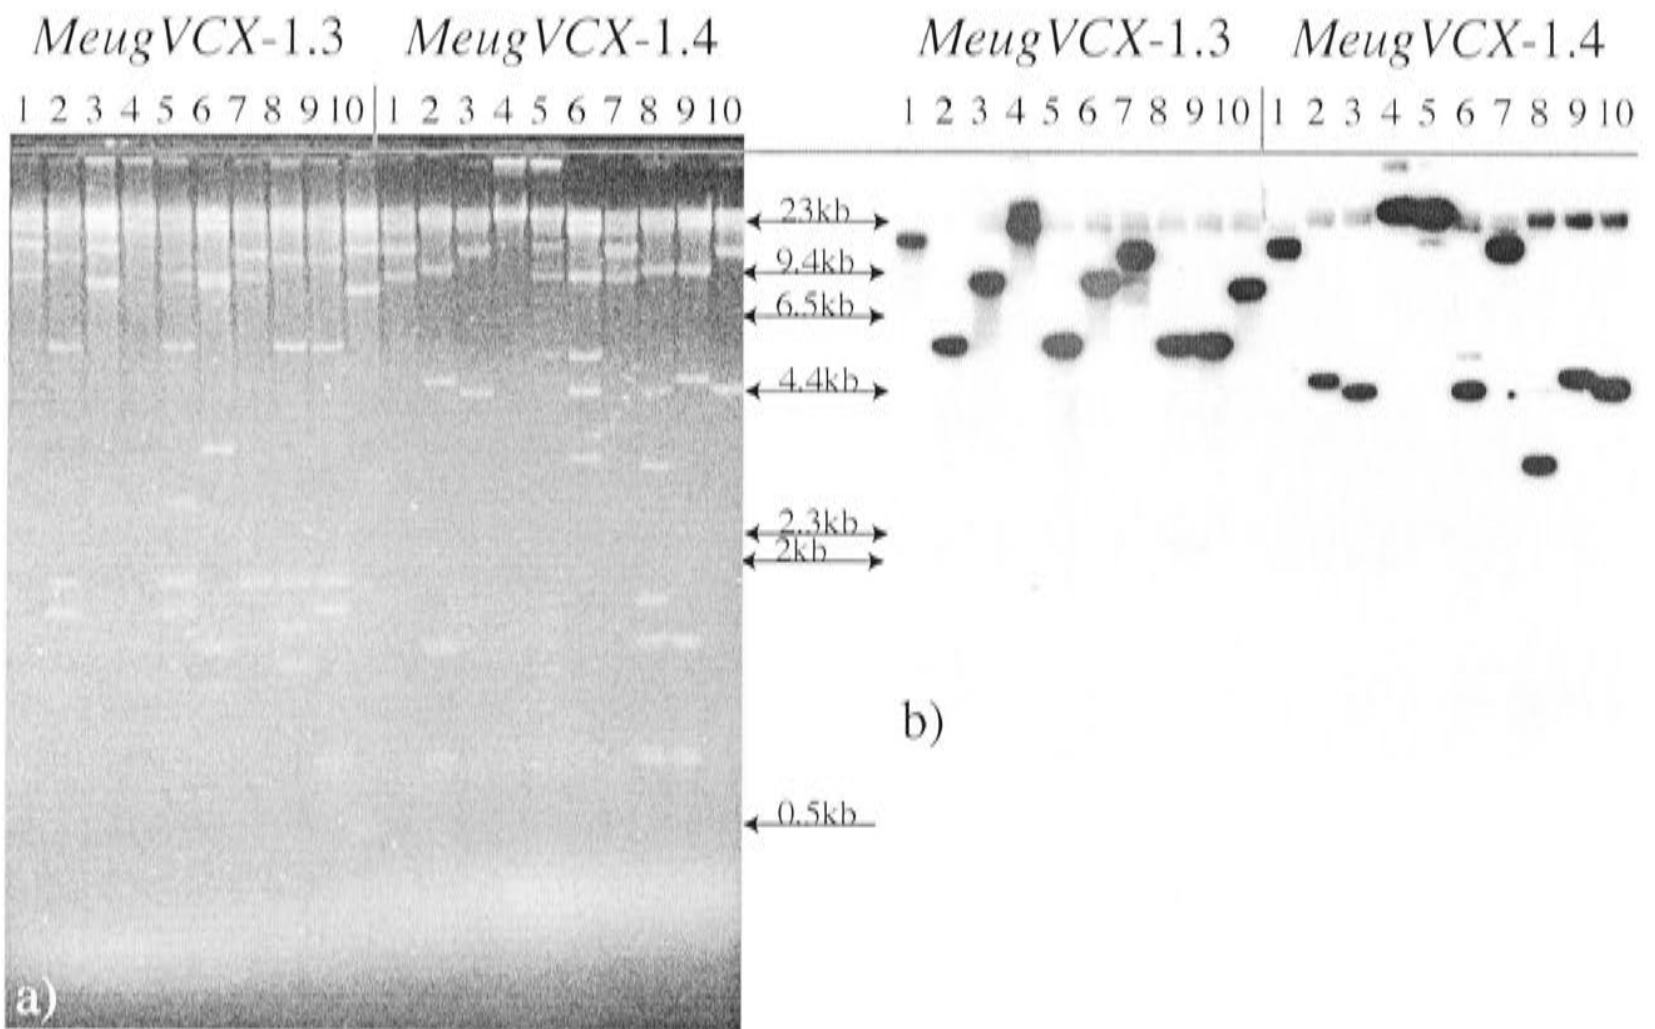 MeugVCX-1.3 MeugVCX-1.4 MeugVCX-1.3 MeugVCX-1.4
1 2 3 4 5 6 7 8 9 10 1 2 3 4 5 6 7 8 9 10 1 2 3 4 5 6 7 8 9 10 1 2 3 4 5 6 7 8 9 10
23kb
9.4kb
6.5kb
4.4kb
2.3kb
2kb
b)
0.5kb
a)